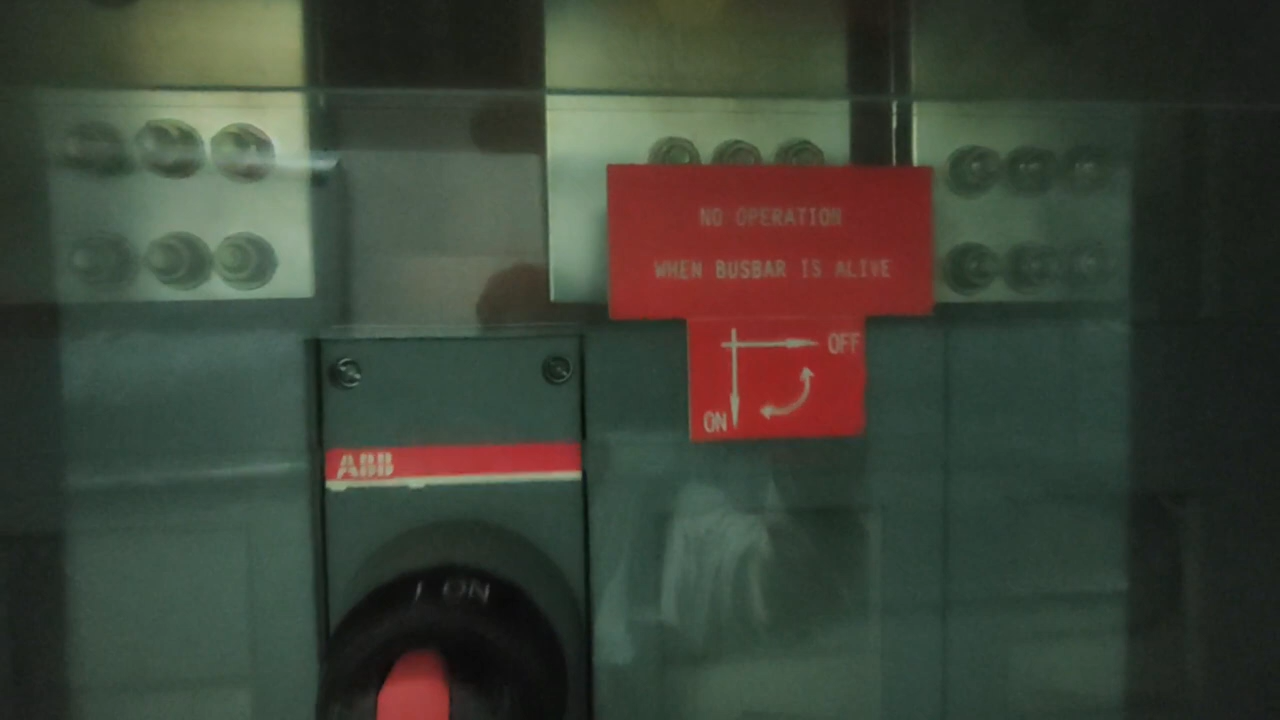 NO OPERATION
WHEN BUSBAR IS ALIVE
OFF
ON
ABB
I ON